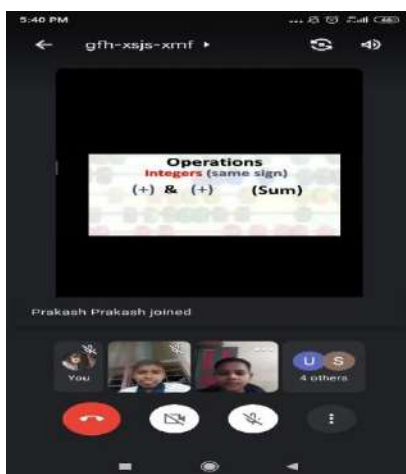 5:40 PM
gfh-xsjs-xmf
Operations
Integers (same sign)
(+) & (+) (Sum)
Prakash Prakash joined
You
U S
4 others